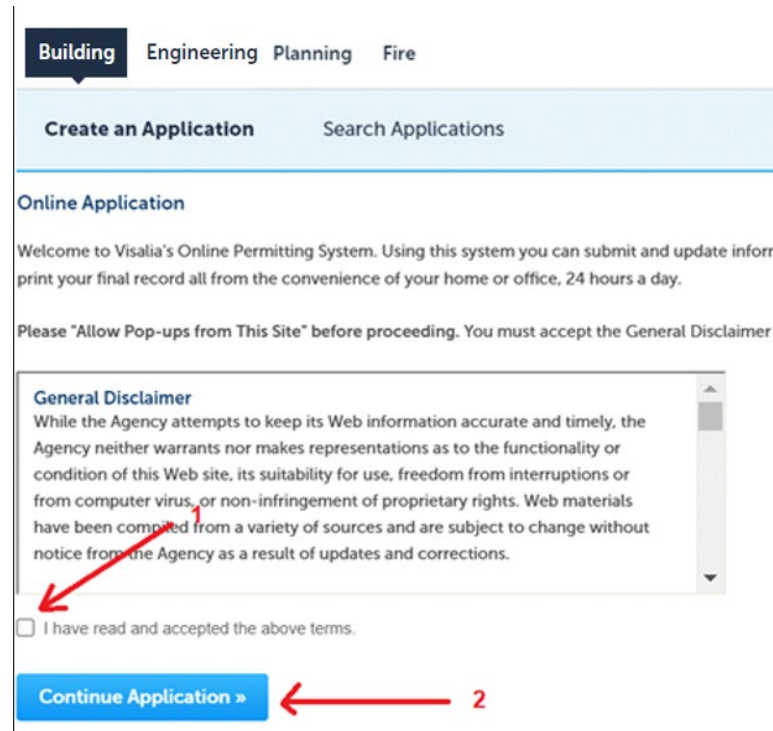 Building Engineering Planning Fire
Create an Application Search Applications
Online Application
Welcome to Visalia's Online Permitting System. Using this system you can submit and update infor
print your final record all from the convenience of your home or office, 24 hours a day.
Please "Allow Pop-ups from This Site" before proceeding. You must accept the General Disclaimer
General Disclaimer
While the Agency attempts to keep its Web information accurate and timely, the
Agency neither warrants nor makes representations as to the functionality or
condition of this Web site, its suitability for use, freedom from interruptions or
from computer virus, or non-infringement of proprietary rights. Web materials
1
have been compiled from a variety of sources and are subject to change without
notice from the Agency as a result of updates and corrections.
I have read and accepted the above terms.
Continue Application » 2